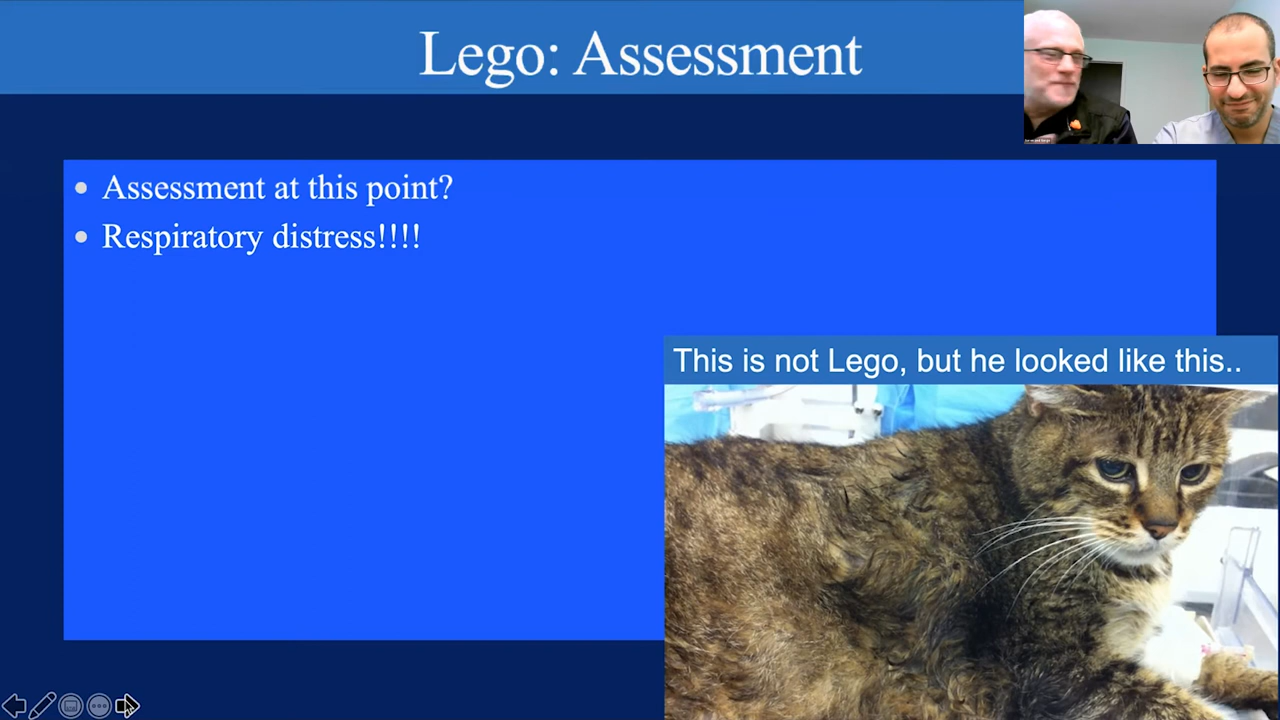 Lego: Assessment
Assessment at this point?
Respiratory distress!!!!
This is not Lego, but he looked like this..